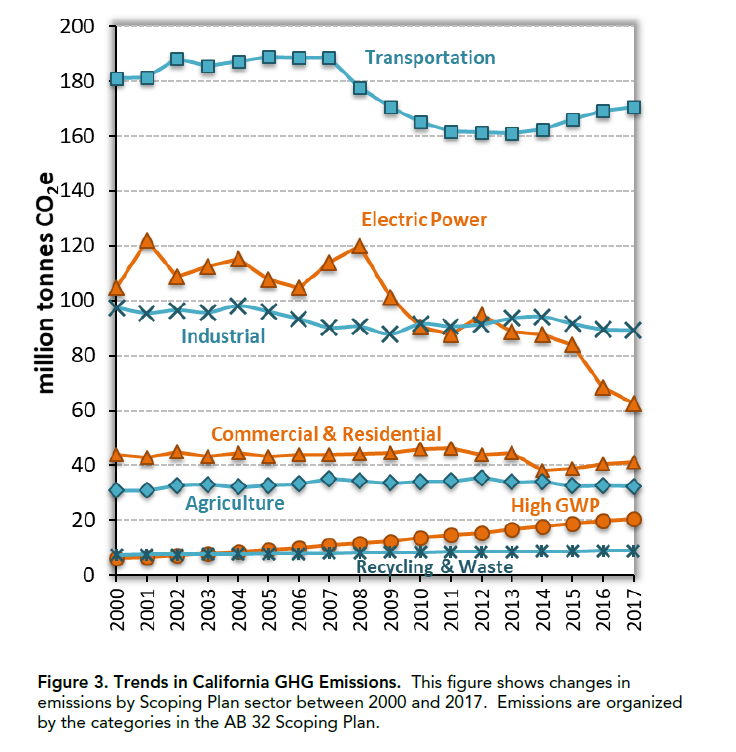 200
Transportation
180
160
140
Electric Power
120
100
Industrial
80
60
Commercial & Residential
40
Agriculture
High GWP
20
Recycling & Waste
0
million tonnes CO₂e
2000 2001 2002 2003 2004 2005 2006 2007 2008 2009 2010 2011 2012 2013 2014 2015 2016 2017
Figure 3. Trends in California GHG Emissions. This figure shows changes in
emissions by Scoping Plan sector between 2000 and 2017. Emissions are organized
by the categories in the AB 32 Scoping Plan.